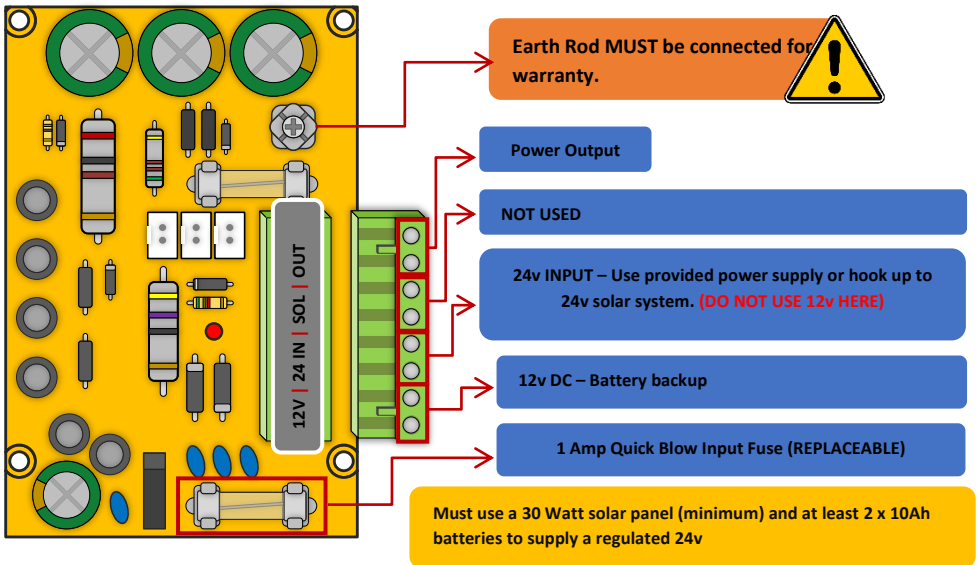 Earth Rod MUST be connected for
warranty.
Power Output
NOT USED
24v INPUT – Use provided power supply or hook up to
24v solar system. (DO NOT USE 12v HERE)
12V | 24 IN | SOL | OUT
12v DC – Battery backup
1 Amp Quick Blow Input Fuse (REPLACEABLE)
Must use a 30 Watt solar panel (minimum) and at least 2 x 10Ah
batteries to supply a regulated 24v